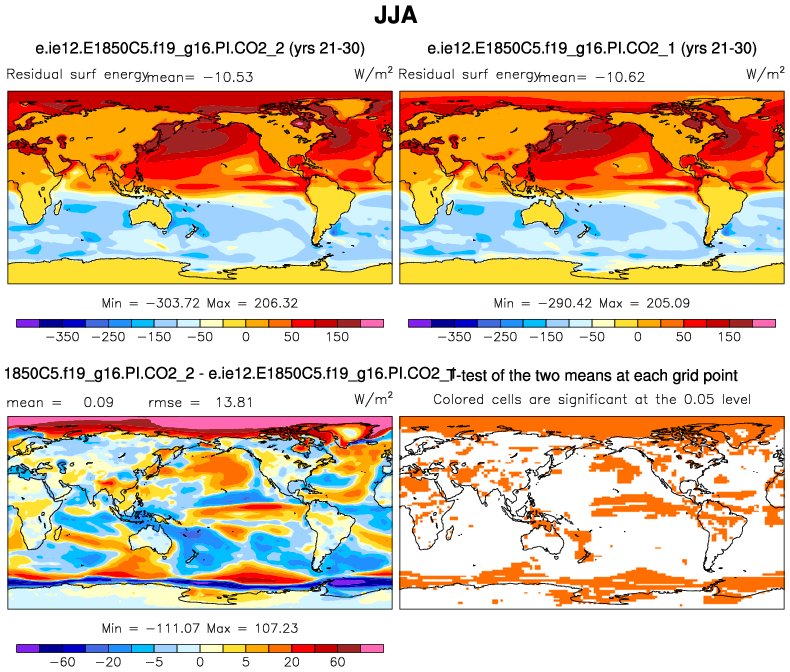 JJA
e.ie12.E1850C5.f19_g16.PI.CO2_2 (yrs 21-30)
e.ie12.E1850C5.f19_g16.PI.CO2_1 (yrs 21-30)
Residual surf energy mean= −10.53 W/m²
Residual surf energy mean= −10.62 W/m²
Min = −303.72 Max = 206.32
Min = −290.42 Max = 205.09
−350 −250 −150 −50 0 50 150
−350 −250 −150 −50 0 50 150
1850C5.f19_g16.PI.CO2_2 - e.ie12.E1850C5.f19_g16.PI.CO2_1
T-test of the two means at each grid point
mean = 0.09 rmse = 13.81 W/m²
Colored cells are significant at the 0.05 level
Min = −111.07 Max = 107.23
−60 −20 −5 0 5 20 60